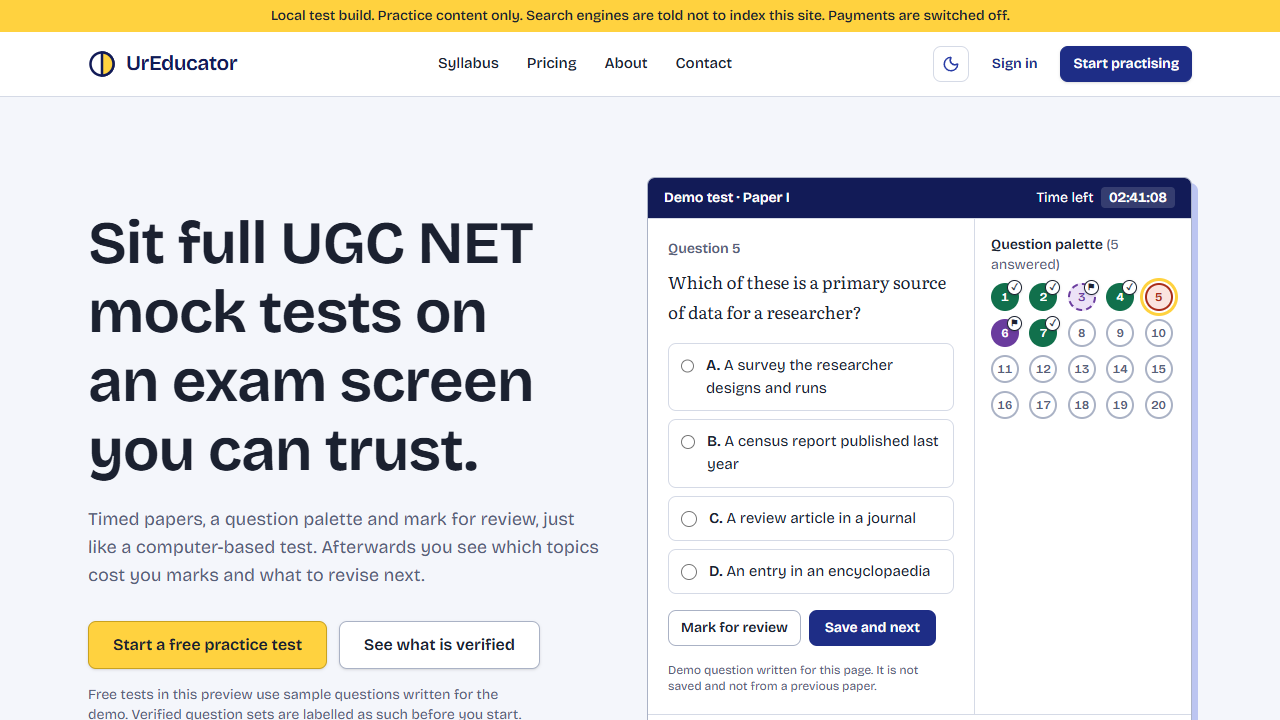 Local test build. Practice content only. Search engines are told not to index this site. Payments are switched off.
UrEducator
Syllabus
Pricing
About
Contact
Sign in
Start practising
Sit full UGC NET
mock tests on
an exam screen
you can trust.
Timed papers, a question palette and mark for review, just
like a computer-based test. Afterwards you see which topics
cost you marks and what to revise next.
Start a free practice test
See what is verified
Free tests in this preview use sample questions written for the
demo. Verified question sets are labelled as such before you start.
Demo test · Paper I
Time left 02:41:08
Question 5
Which of these is a primary source
of data for a researcher?
A. A survey the researcher
designs and runs
B. A census report published last
year
C. A review article in a journal
D. An entry in an encyclopaedia
Mark for review
Save and next
Demo question written for this page. It is not
saved and not from a previous paper.
Question palette (5
answered)
1 2 3 4 5
6 7 8 9 10
11 12 13 14 15
16 17 18 19 20